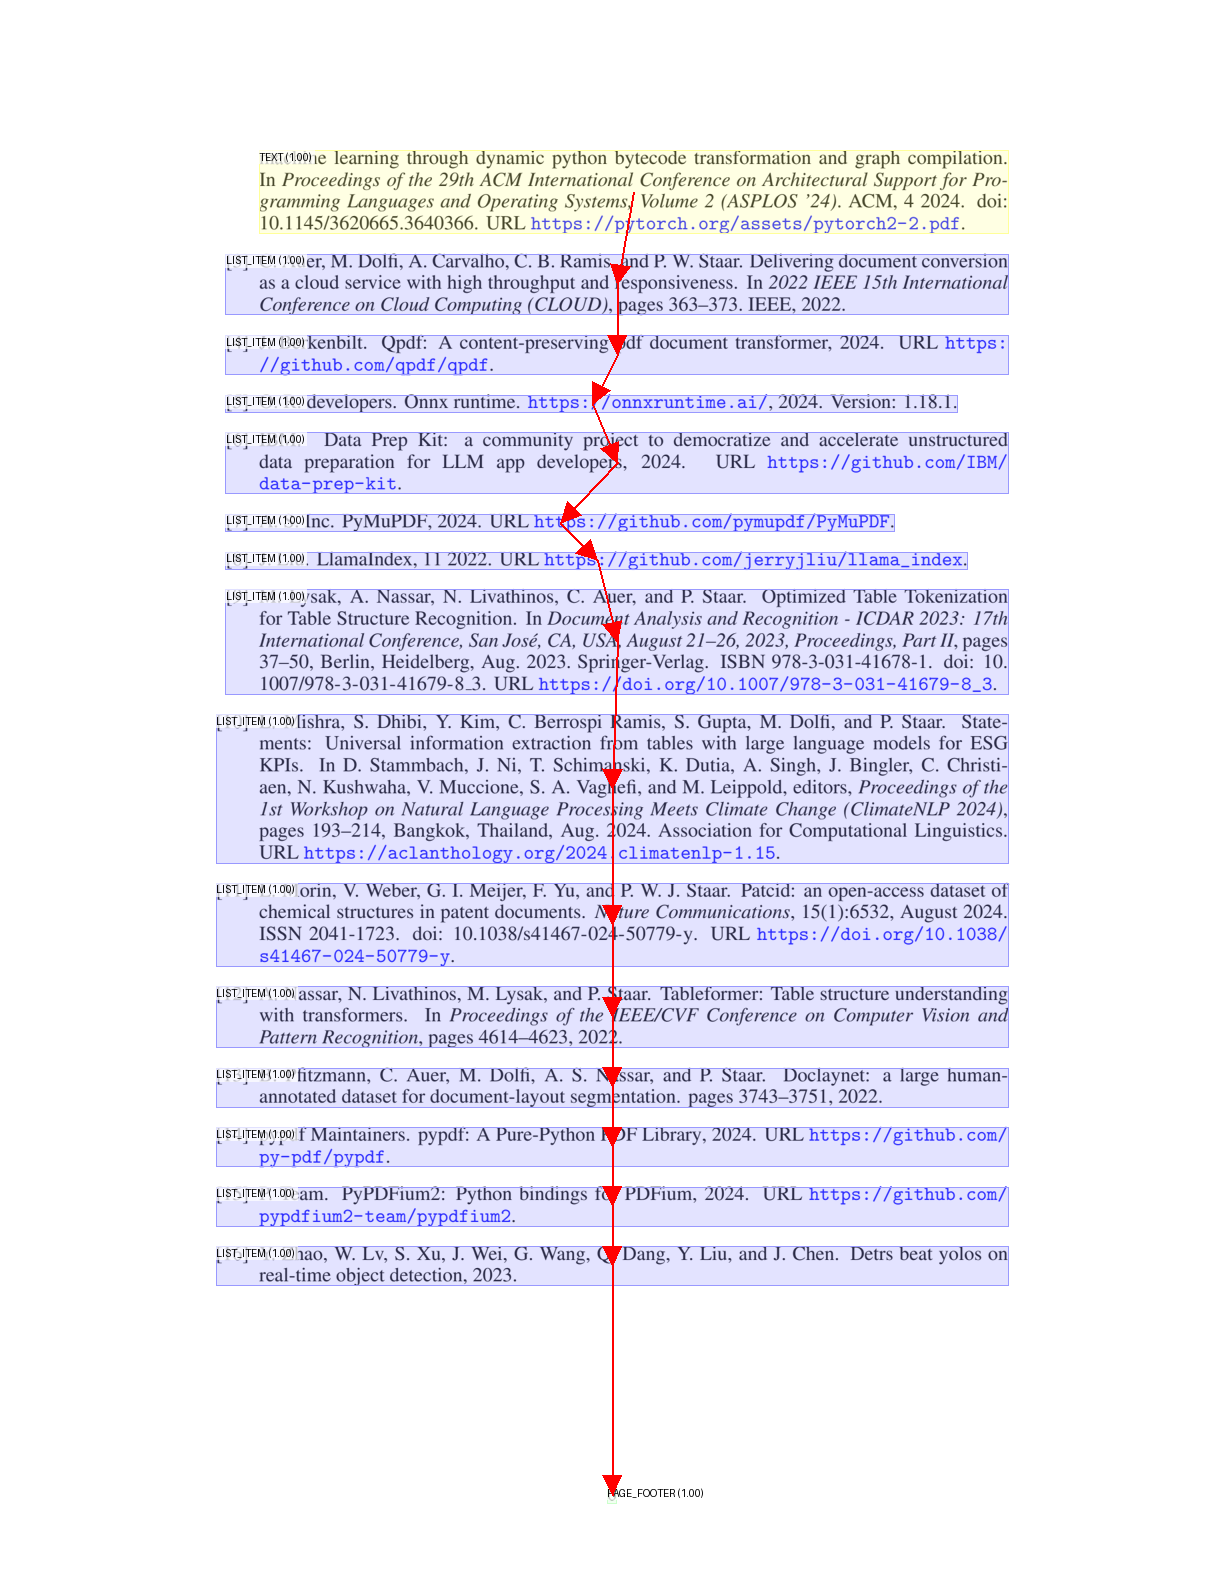 TEXT (1.00) learning through dynamic python bytecode transformation and graph compilation.
In Proceedings of the 29th ACM International Conference on Architectural Support for Pro-
gramming Languages and Operating Systems, Volume 2 (ASPLOS '24). ACM, 4 2024. doi:
10.1145/3620665.3640366. URL https://pytorch.org/assets/pytorch2-2.pdf.
LIST_ITEM (1.00) M. Dolfi, A. Carvalho, C. B. Ramis, and P. W. Staar. Delivering document conversion
as a cloud service with high throughput and responsiveness. In 2022 IEEE 15th International
Conference on Cloud Computing (CLOUD), pages 363–373. IEEE, 2022.
LIST_ITEM (1.00) Qpdf: A content-preserving pdf document transformer, 2024. URL https:
//github.com/qpdf/qpdf.
LIST_ITEM (1.00) developers. Onnx runtime. https://onnxruntime.ai/, 2024. Version: 1.18.1.
LIST_ITEM (1.00) Data Prep Kit: a community project to democratize and accelerate unstructured
data preparation for LLM app developers, 2024. URL https://github.com/IBM/
data-prep-kit.
LIST_ITEM (1.00) Inc. PyMuPDF, 2024. URL https://github.com/pymupdf/PyMuPDF.
LIST_ITEM (1.00) LlamaIndex, 11 2022. URL https://github.com/jerryjliu/llama_index.
LIST_ITEM (1.00) A. Nassar, N. Livathinos, C. Auer, and P. Staar. Optimized Table Tokenization
for Table Structure Recognition. In Document Analysis and Recognition - ICDAR 2023: 17th
International Conference, San José, CA, USA, August 21–26, 2023, Proceedings, Part II, pages
37–50, Berlin, Heidelberg, Aug. 2023. Springer-Verlag. ISBN 978-3-031-41678-1. doi: 10.
1007/978-3-031-41679-8_3. URL https://doi.org/10.1007/978-3-031-41679-8_3.
LIST_ITEM (1.00) S. Dhibi, Y. Kim, C. Berrospi Ramis, S. Gupta, M. Dolfi, and P. Staar. State-
ments: Universal information extraction from tables with large language models for ESG
KPIs. In D. Stammbach, J. Ni, T. Schimanski, K. Dutia, A. Singh, J. Bingler, C. Christi-
aen, N. Kushwaha, V. Muccione, S. A. Vaghefi, and M. Leippold, editors, Proceedings of the
1st Workshop on Natural Language Processing Meets Climate Change (ClimateNLP 2024),
pages 193–214, Bangkok, Thailand, Aug. 2024. Association for Computational Linguistics.
URL https://aclanthology.org/2024.climatenlp-1.15.
LIST_ITEM (1.00) V. Weber, G. I. Meijer, F. Yu, and P. W. J. Staar. Patcid: an open-access dataset of
chemical structures in patent documents. Nature Communications, 15(1):6532, August 2024.
ISSN 2041-1723. doi: 10.1038/s41467-024-50779-y. URL https://doi.org/10.1038/
s41467-024-50779-y.
LIST_ITEM (1.00) N. Livathinos, M. Lysak, and P. Staar. Tableformer: Table structure understanding
with transformers. In Proceedings of the IEEE/CVF Conference on Computer Vision and
Pattern Recognition, pages 4614–4623, 2022.
LIST_ITEM (1.00) C. Auer, M. Dolfi, A. S. Nassar, and P. Staar. Doclaynet: a large human-
annotated dataset for document-layout segmentation. pages 3743–3751, 2022.
LIST_ITEM (1.00) Maintainers. pypdf: A Pure-Python PDF Library, 2024. URL https://github.com/
py-pdf/pypdf.
LIST_ITEM (1.00) PyPDFium2: Python bindings for PDFium, 2024. URL https://github.com/
pypdfium2-team/pypdfium2.
LIST_ITEM (1.00) W. Lv, S. Xu, J. Wei, G. Wang, Q. Dang, Y. Liu, and J. Chen. Detrs beat yolos on
real-time object detection, 2023.
PAGE_FOOTER (1.00)